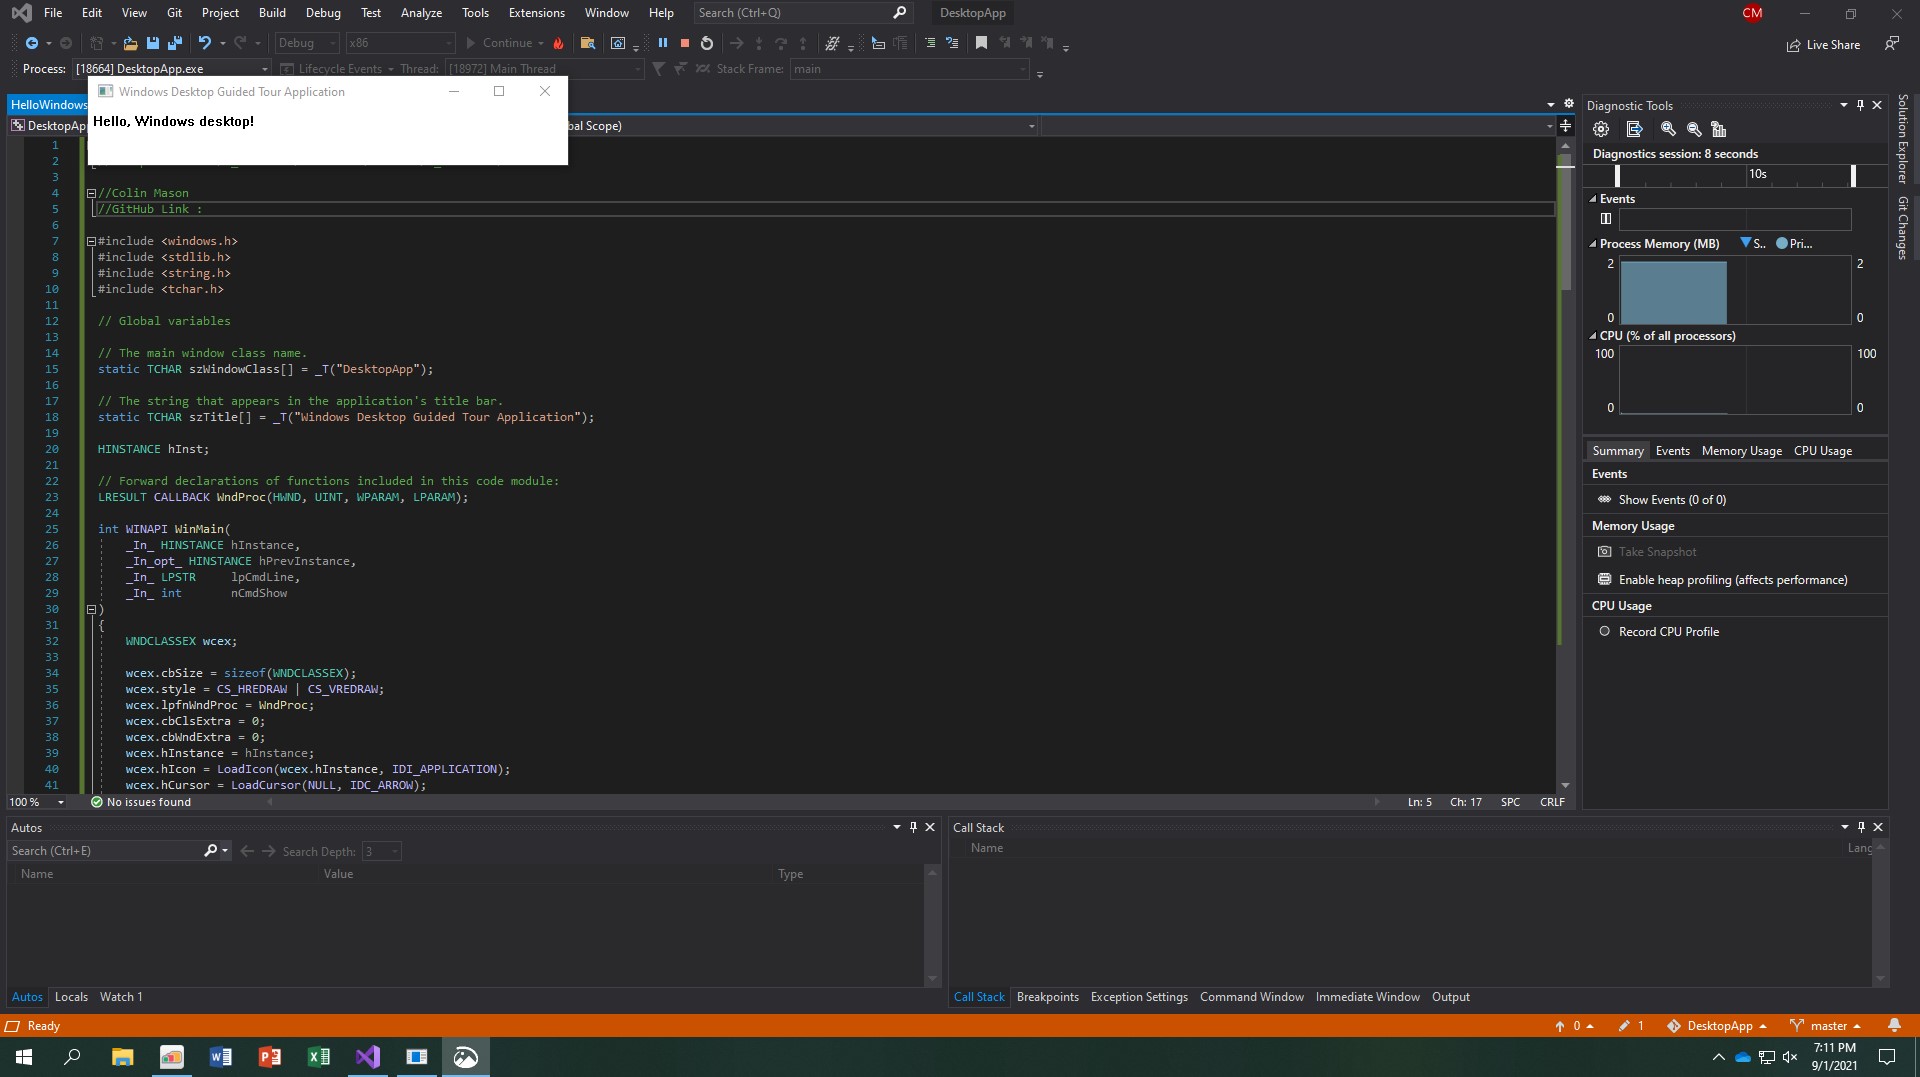 File Edit View Git Project Build Debug Test Analyze Tools Extensions Window Help Search (Ctrl+Q) DesktopApp CM
Debug x86 Continue Live Share
Process: [18664] DesktopApp.exe Lifecycle Events Thread: [18972] Main Thread Stack Frame: main
Windows Desktop Guided Tour Application
Hello, Windows desktop!
HelloWindows
DesktopAp
bal Scope)
1
2
3
4 //Colin Mason
5 //GitHub Link :
6
7 #include <windows.h>
8 #include <stdlib.h>
9 #include <string.h>
10 #include <tchar.h>
11
12 // Global variables
13
14 // The main window class name.
15 static TCHAR szWindowClass[] = _T("DesktopApp");
16
17 // The string that appears in the application's title bar.
18 static TCHAR szTitle[] = _T("Windows Desktop Guided Tour Application");
19
20 HINSTANCE hInst;
21
22 // Forward declarations of functions included in this code module:
23 LRESULT CALLBACK WndProc(HWND, UINT, WPARAM, LPARAM);
24
25 int WINAPI WinMain(
26 _In_ HINSTANCE hInstance,
27 _In_opt_ HINSTANCE hPrevInstance,
28 _In_ LPSTR lpCmdLine,
29 _In_ int nCmdShow
30 )
31 {
32 WNDCLASSEX wcex;
33
34 wcex.cbSize = sizeof(WNDCLASSEX);
35 wcex.style = CS_HREDRAW | CS_VREDRAW;
36 wcex.lpfnWndProc = WndProc;
37 wcex.cbClsExtra = 0;
38 wcex.cbWndExtra = 0;
39 wcex.hInstance = hInstance;
40 wcex.hIcon = LoadIcon(wcex.hInstance, IDI_APPLICATION);
41 wcex.hCursor = LoadCursor(NULL, IDC_ARROW);
100 % No issues found Ln: 5 Ch: 17 SPC CRLF
Diagnostic Tools
Diagnostics session: 8 seconds
10s
Events
Process Memory (MB) S.. Pri...
2 2
0 0
CPU (% of all processors)
100 100
0 0
Summary Events Memory Usage CPU Usage
Events
Show Events (0 of 0)
Memory Usage
Take Snapshot
Enable heap profiling (affects performance)
CPU Usage
Record CPU Profile
Solution Explorer
Git Changes
Autos
Search (Ctrl+E) Search Depth: 3
Name Value Type
Autos Locals Watch 1
Call Stack
Name Lang
Call Stack Breakpoints Exception Settings Command Window Immediate Window Output
Ready 0 1 DesktopApp master
7:11 PM
9/1/2021